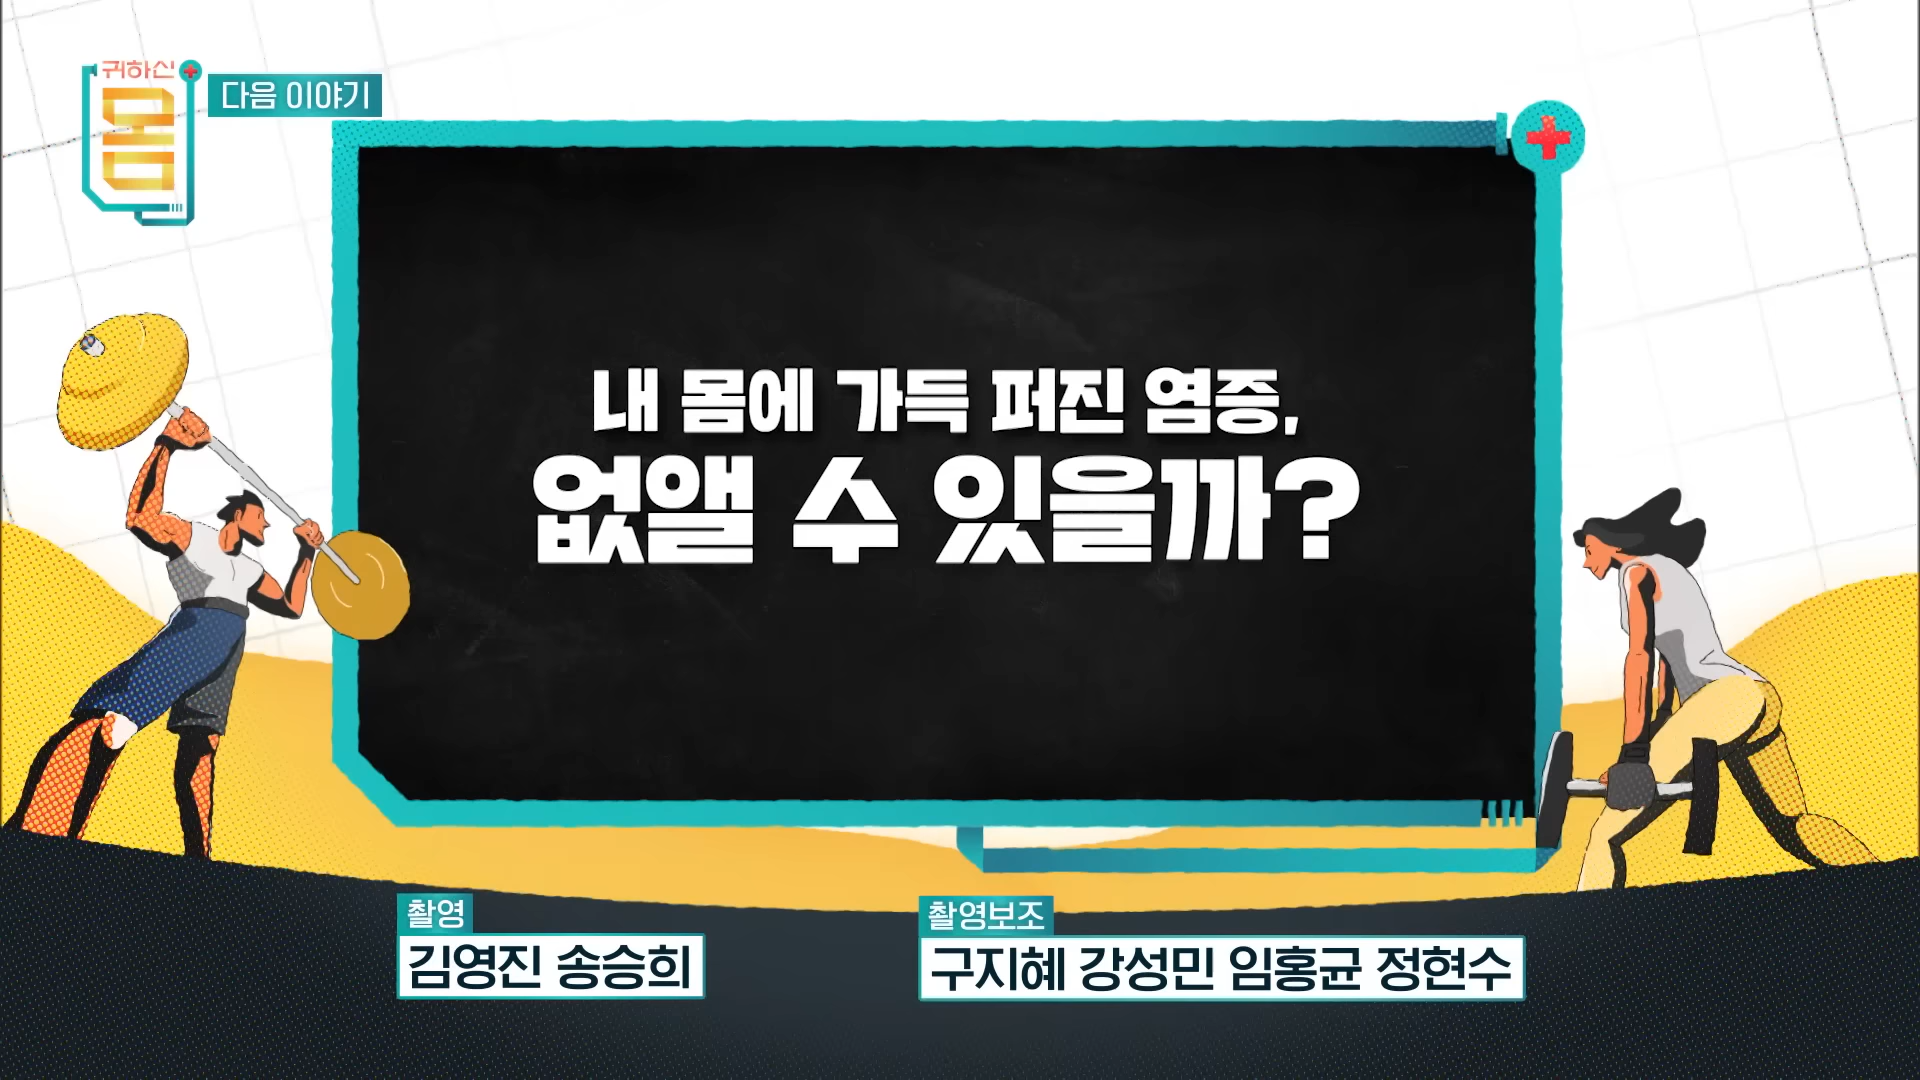 귀하신
몸
다음 이야기
내 몸에 가득 퍼진 염증,
없앨 수 있을까?
촬영
김영진 송승희
촬영보조
구지혜 강성민 임홍균 정현수